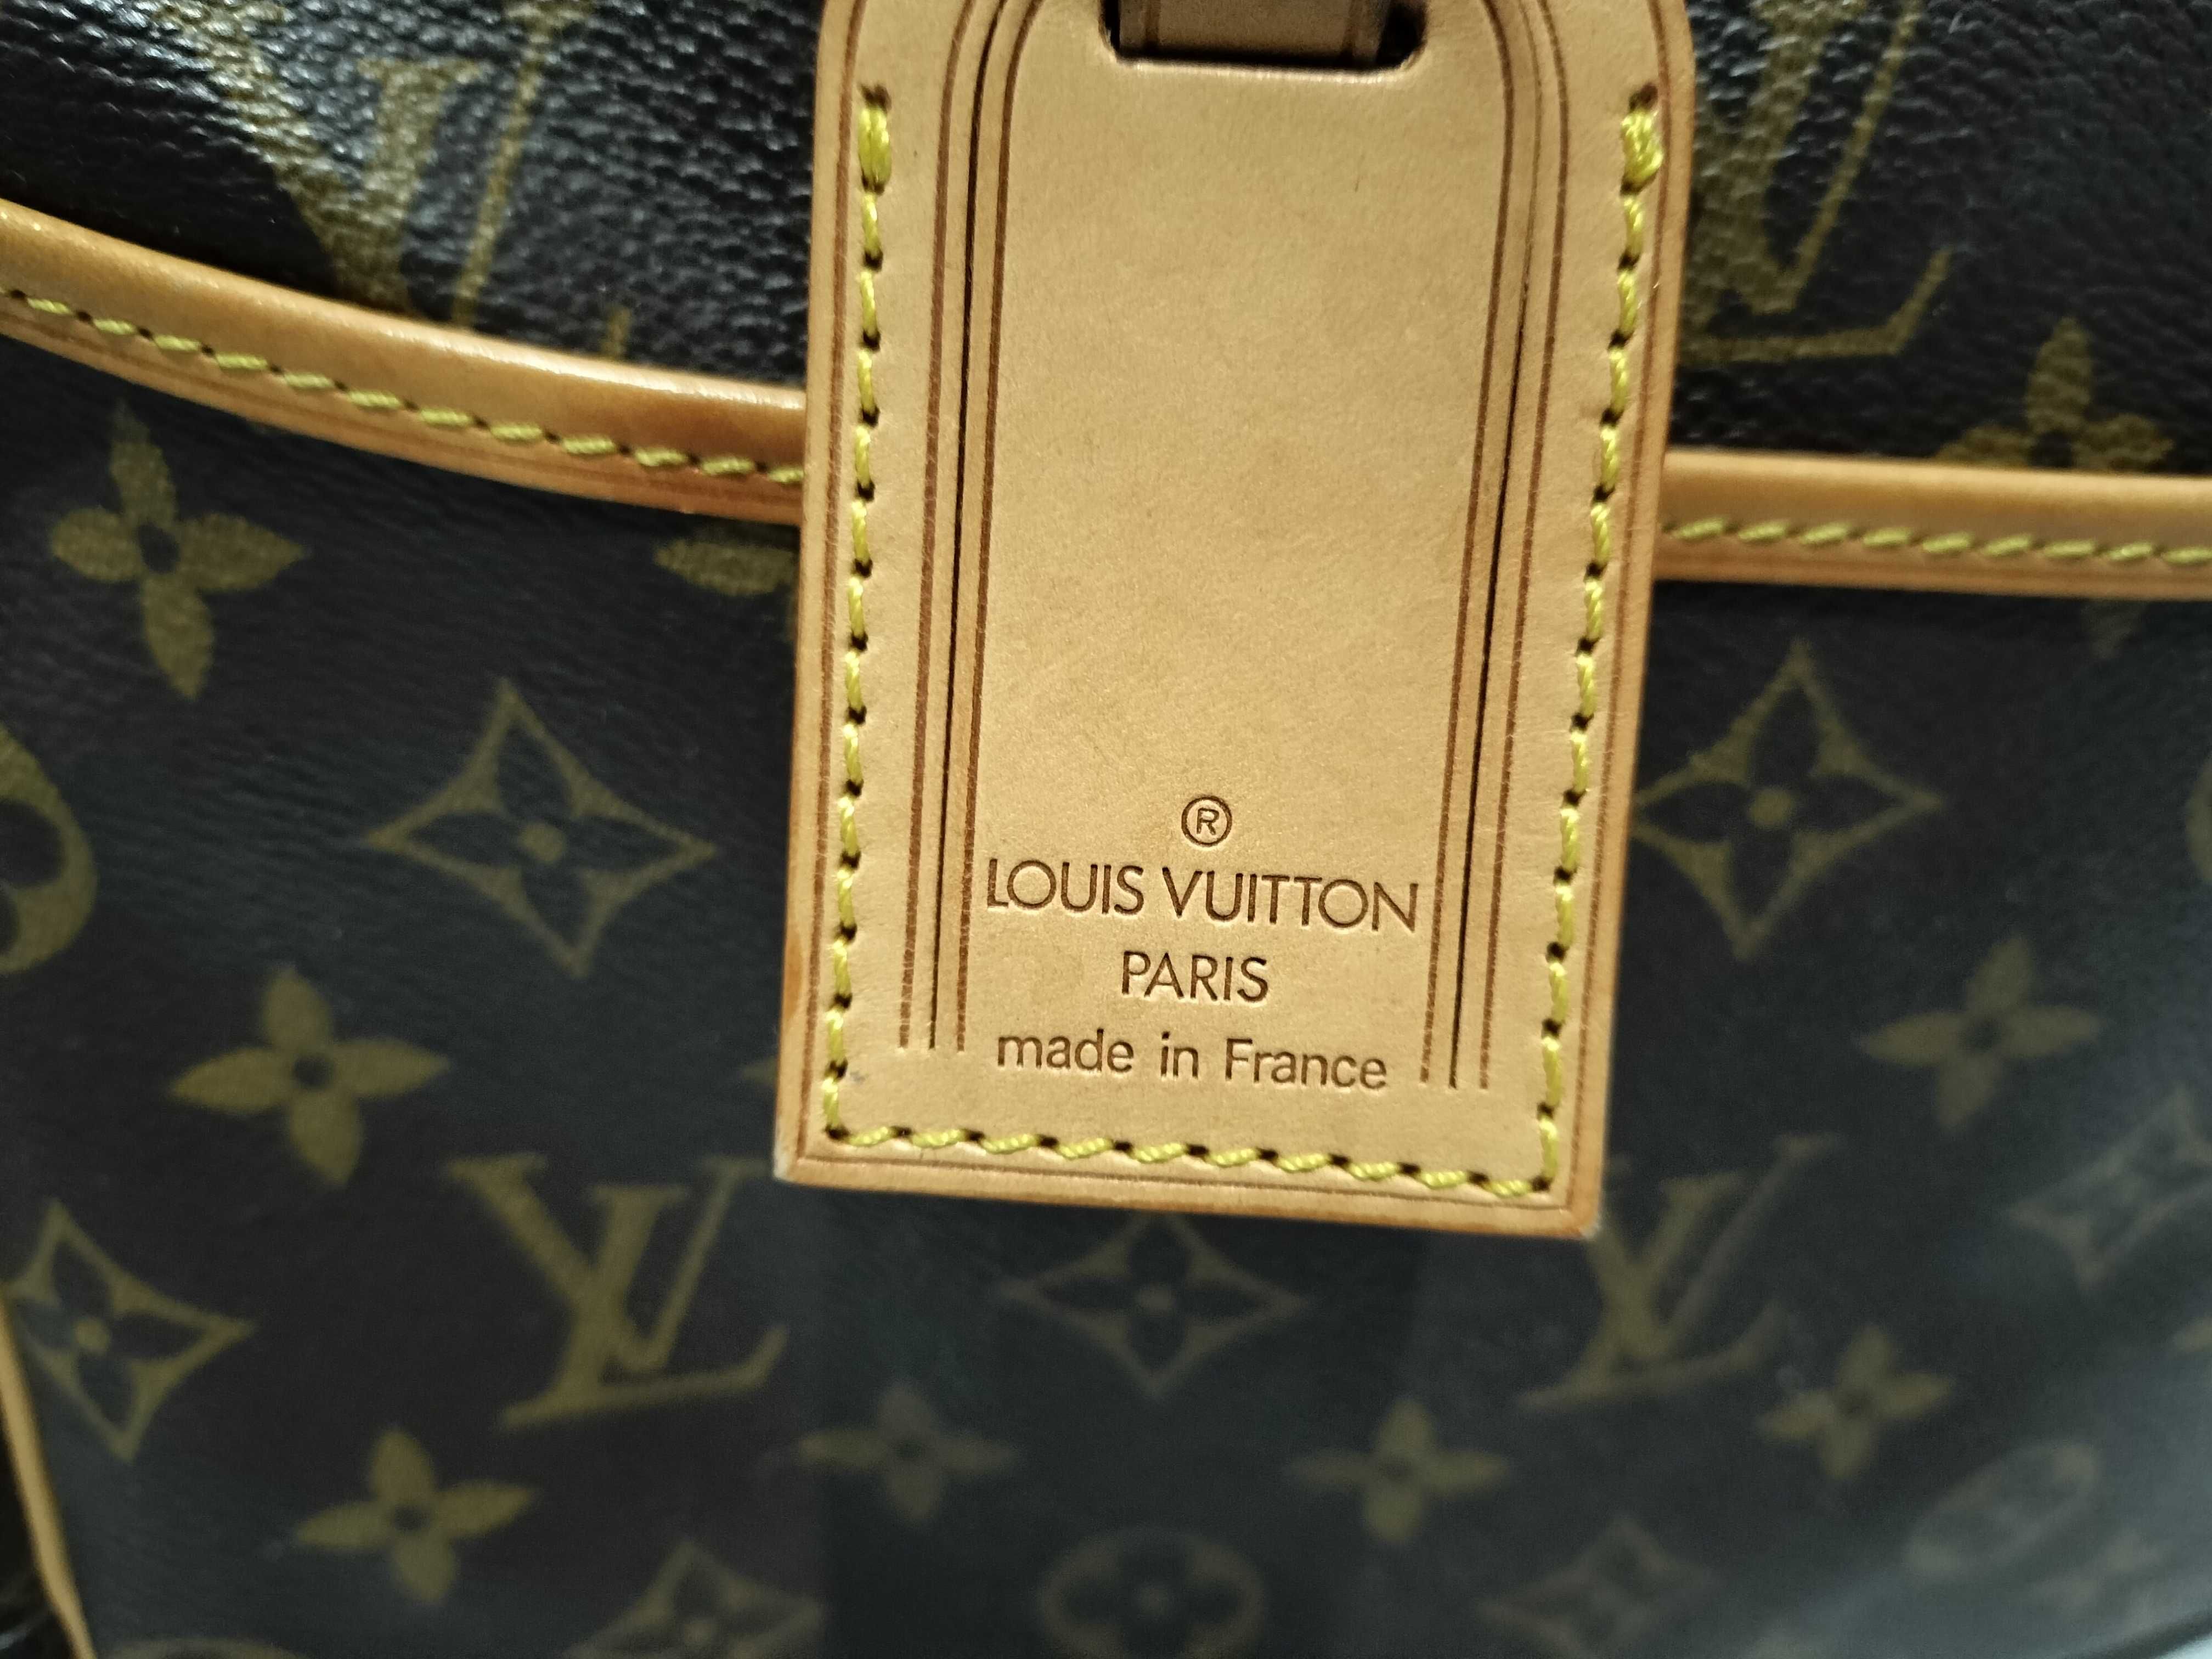 ®
LOUIS VUITTON
PARIS
made in France